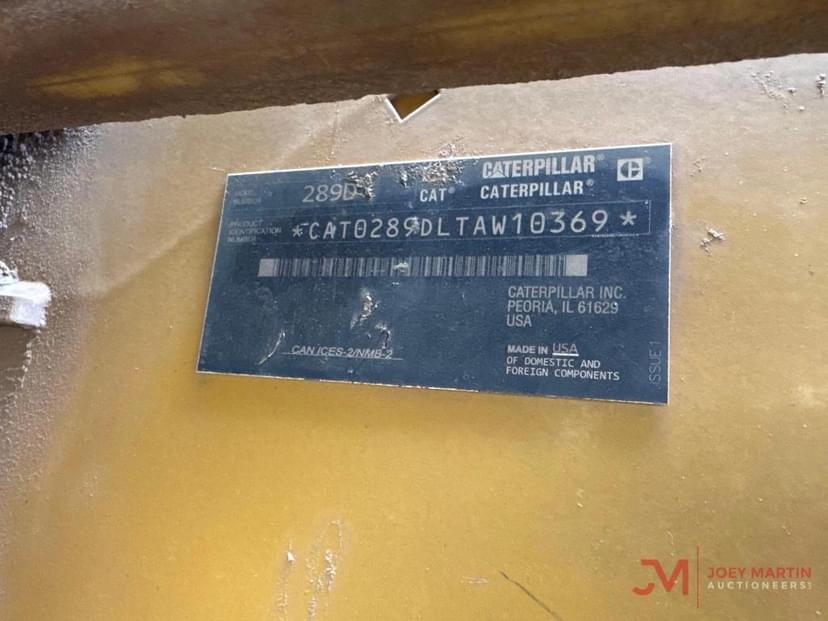 CATERPILLAR®
MODEL NUMBER 289D CAT® CATERPILLAR®
PRODUCT IDENTIFICATION NUMBER *CAT0289DLTAW10369*
CATERPILLAR INC.
PEORIA, IL 61629
USA
CAN ICES-2/NMB-2
MADE IN USA
OF DOMESTIC AND
FOREIGN COMPONENTS
ISSUE 1
JM JOEY MARTIN
AUCTIONEERS